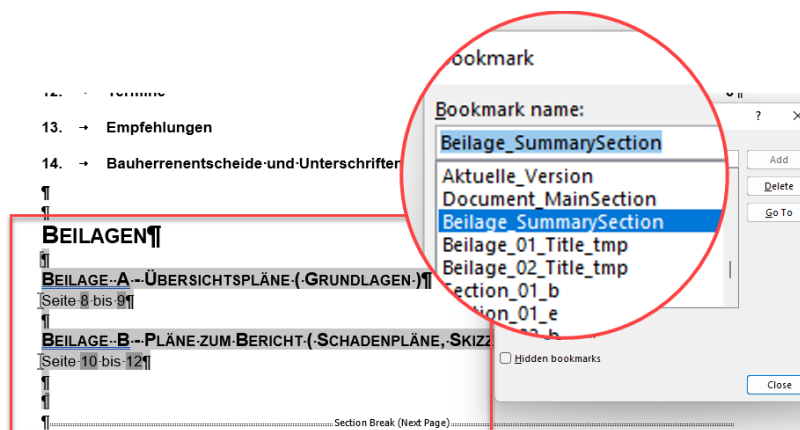 12. → Termine
13. → Empfehlungen
14. → Bauherrenentscheide·und·Unterschriften
¶
¶
BEILAGEN¶
¶
BEILAGE··A·-·ÜBERSICHTSPLÄNE·(·GRUNDLAGEN·)¶
Seite·8·bis·9¶
¶
BEILAGE··B·-·PLÄNE·ZUM·BERICHT·(·SCHADENPLÄNE,·SKIZZ
Seite·10·bis·12¶
¶
¶
¶ Section Break (Next Page)
ookmark
Bookmark name:
Beilage_SummarySection
Aktuelle_Version
Document_MainSection
Beilage_SummarySection
Beilage_01_Title_tmp
Beilage_02_Title_tmp
Section_01_b
tion_01_e
? X
Add
Delete
Go To
Hidden bookmarks
Close